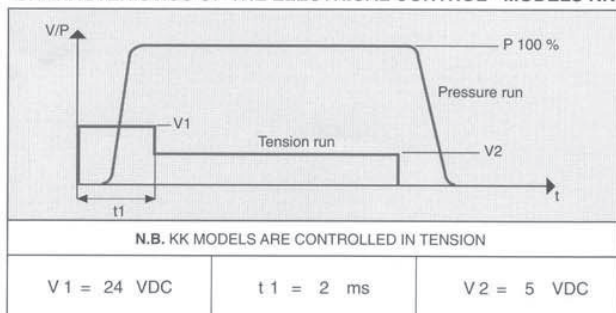 V/P
P 100 %
Pressure run
V1
Tension run
V2
t1
t
N.B. KK MODELS ARE CONTROLLED IN TENSION
V 1 = 24 VDC
t 1 = 2 ms
V 2 = 5 VDC